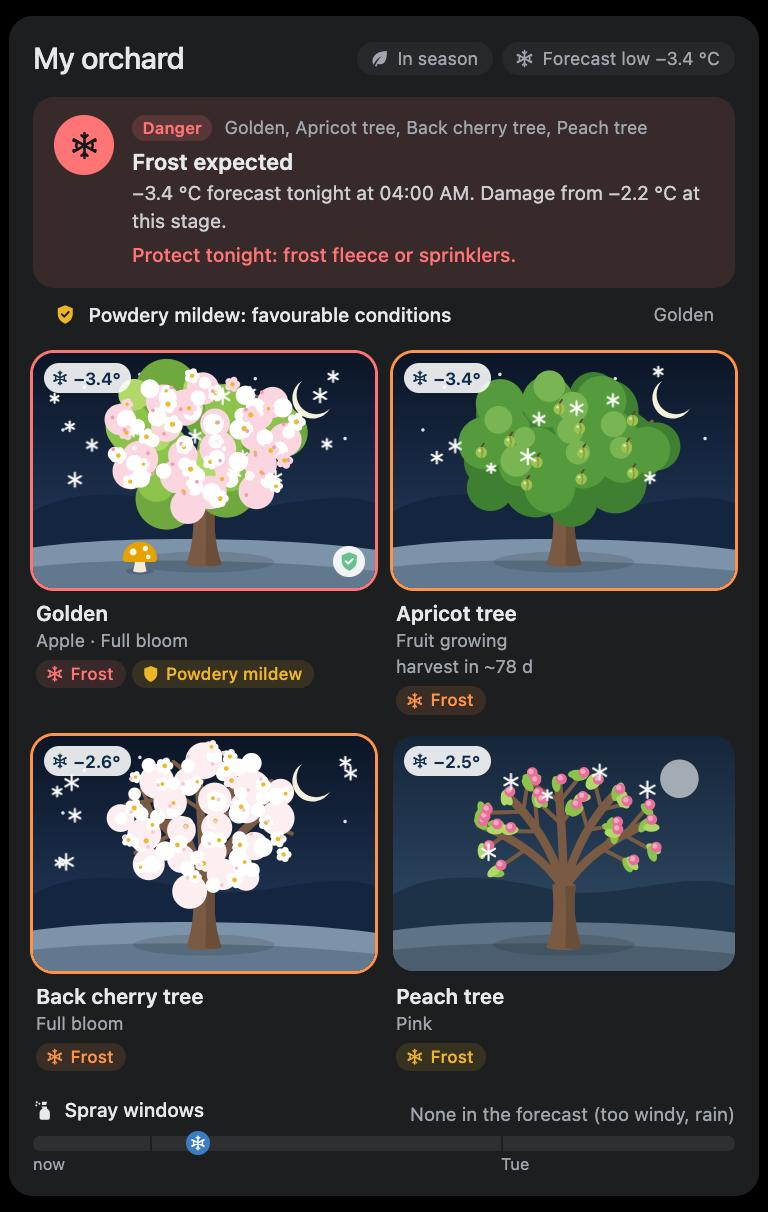 My orchard
In season
Forecast low −3.4 °C
Danger
Golden, Apricot tree, Back cherry tree, Peach tree
Frost expected
−3.4 °C forecast tonight at 04:00 AM. Damage from −2.2 °C at
this stage.
Protect tonight: frost fleece or sprinklers.
Powdery mildew: favourable conditions
Golden
−3.4°
−3.4°
Golden
Apple · Full bloom
Frost
Powdery mildew
Apricot tree
Fruit growing
harvest in ~78 d
Frost
−2.6°
−2.5°
Back cherry tree
Full bloom
Frost
Peach tree
Pink
Frost
Spray windows
None in the forecast (too windy, rain)
now
Tue